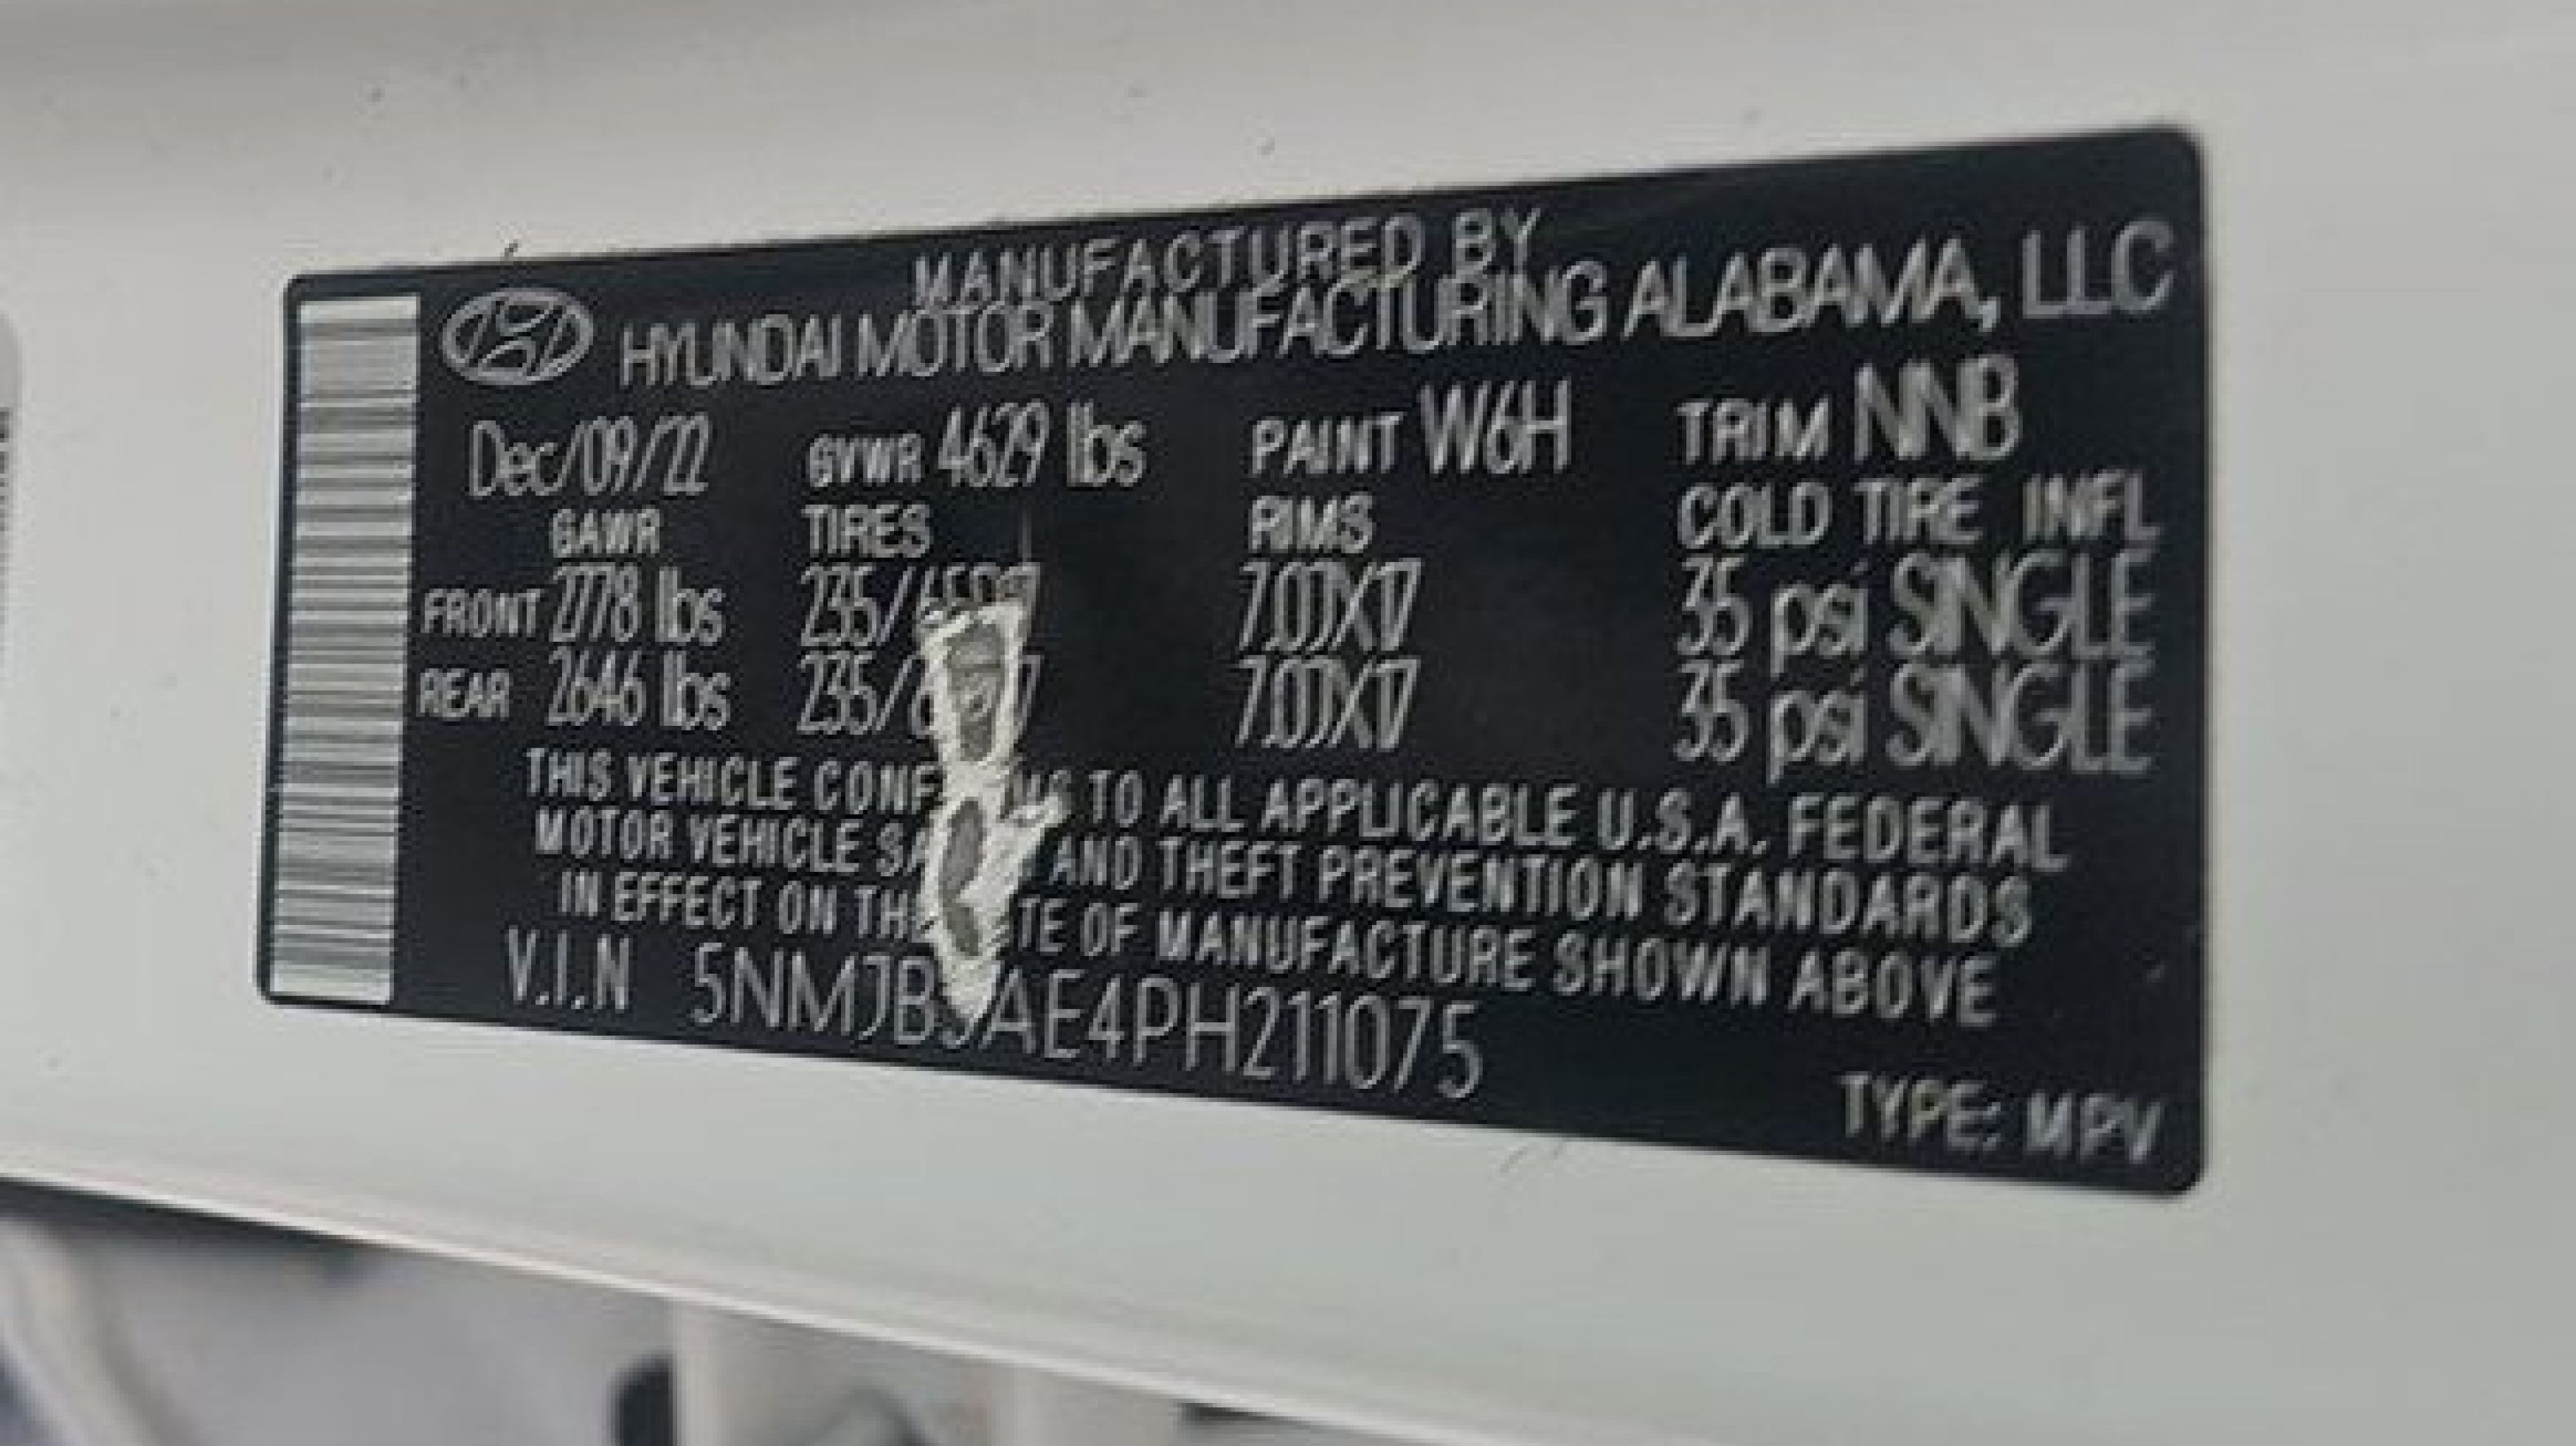 MANUFACTURED BY
HYUNDAI MOTOR MANUFACTURING ALABAMA, LLC
Dec/09/22 GVWR 4629 lbs PAINT W6H TRIM NNB
GAWR TIRES RIMS COLD TIRE INFL
FRONT 2778 lbs 7.0JX17 35 psi SINGLE
REAR 2646 lbs 7.0JX17 35 psi SINGLE
THIS VEHICLE TO ALL APPLICABLE U.S.A. FEDERAL
MOTOR VEHICLE AND THEFT PREVENTION STANDARDS
IN EFFECT ON OF MANUFACTURE SHOWN ABOVE
V.I.N
TYPE: MPV